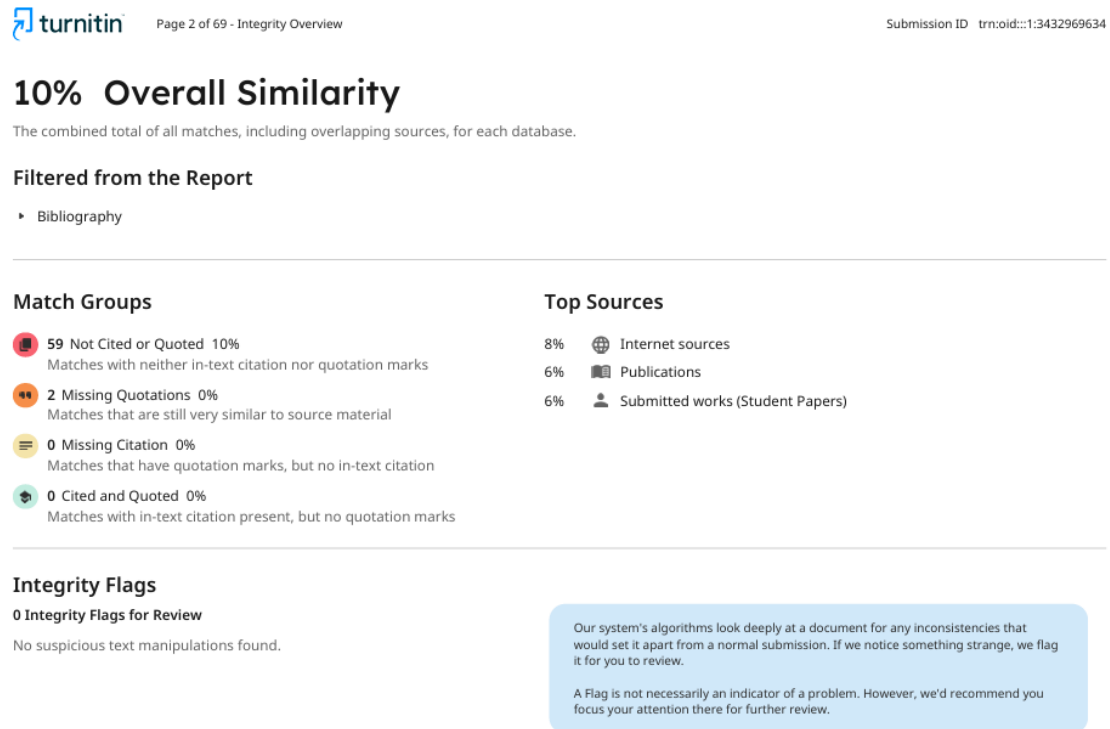 turnitin
Page 2 of 69 - Integrity Overview
Submission ID trn:oid:::1:3432969634
10% Overall Similarity
The combined total of all matches, including overlapping sources, for each database.
Filtered from the Report
Bibliography
Match Groups
59 Not Cited or Quoted 10%
Matches with neither in-text citation nor quotation marks
2 Missing Quotations 0%
Matches that are still very similar to source material
0 Missing Citation 0%
Matches that have quotation marks, but no in-text citation
0 Cited and Quoted 0%
Matches with in-text citation present, but no quotation marks
Top Sources
8% Internet sources
6% Publications
6% Submitted works (Student Papers)
Integrity Flags
0 Integrity Flags for Review
No suspicious text manipulations found.
Our system's algorithms look deeply at a document for any inconsistencies that
would set it apart from a normal submission. If we notice something strange, we flag
it for you to review.
A Flag is not necessarily an indicator of a problem. However, we'd recommend you
focus your attention there for further review.